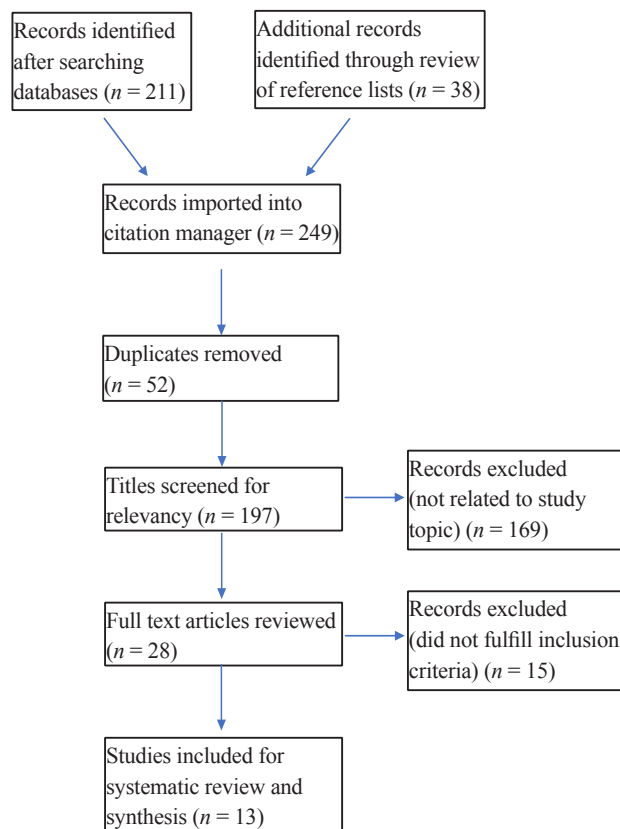 Records identified
after searching
databases (n = 211)
Additional records
identified through review
of reference lists (n = 38)
Records imported into
citation manager (n = 249)
Duplicates removed
(n = 52)
Titles screened for
relevancy (n = 197)
Records excluded
(not related to study
topic) (n = 169)
Full text articles reviewed
(n = 28)
Records excluded
(did not fulfill inclusion
criteria) (n = 15)
Studies included for
systematic review and
synthesis (n = 13)